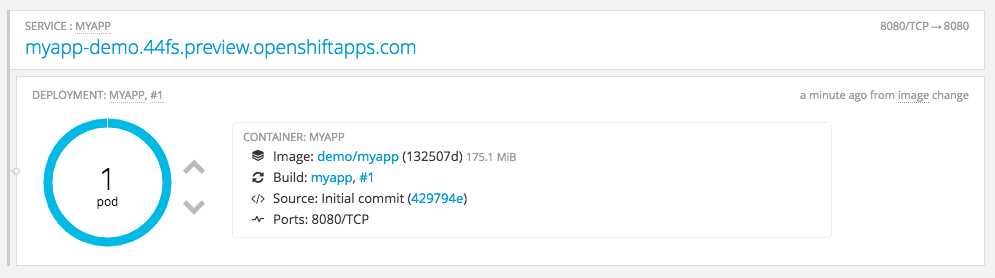 SERVICE : MYAPP 8080/TCP → 8080
myapp-demo.44fs.preview.openshiftapps.com
DEPLOYMENT: MYAPP, #1 a minute ago from image change
1
pod
CONTAINER: MYAPP
Image: demo/myapp (132507d) 175.1 MiB
Build: myapp, #1
Source: Initial commit (429794e)
Ports: 8080/TCP